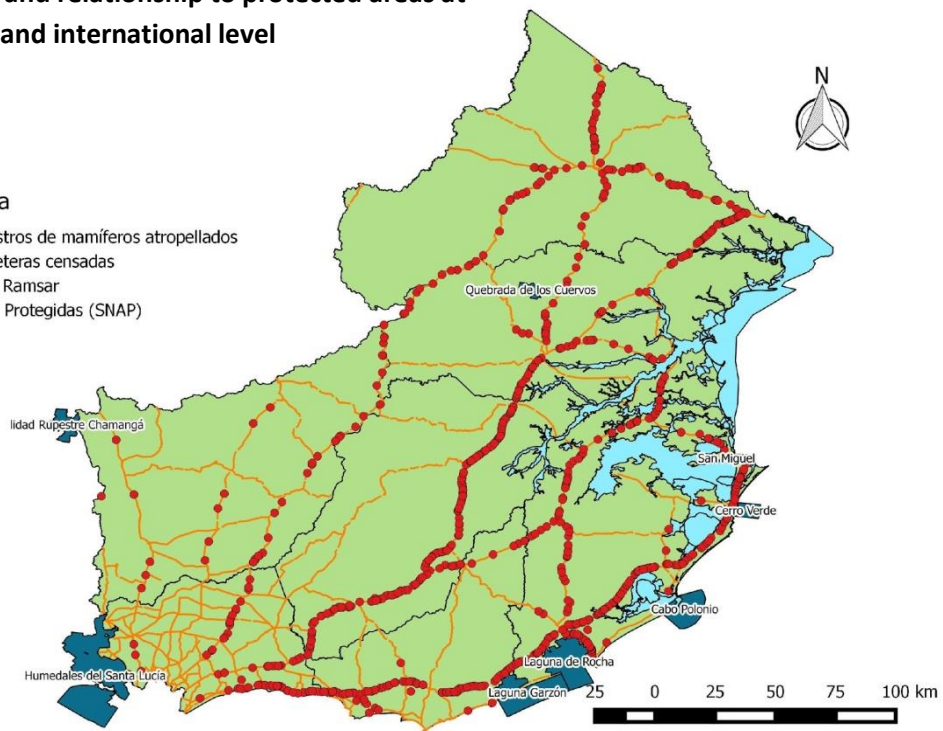 and relationship to protected areas at
and international level
N
a
stros de mamíferos atropellados
eteras censadas
Ramsar
Protegidas (SNAP)
Quebrada de los Cuervos
lidad Rupestre Chamangá
San Miguel
Cerro Verde
Cabo Polonio
Laguna de Rocha
Humedales del Santa Lucía
Laguna Garzón
25 0 25 50 75 100 km